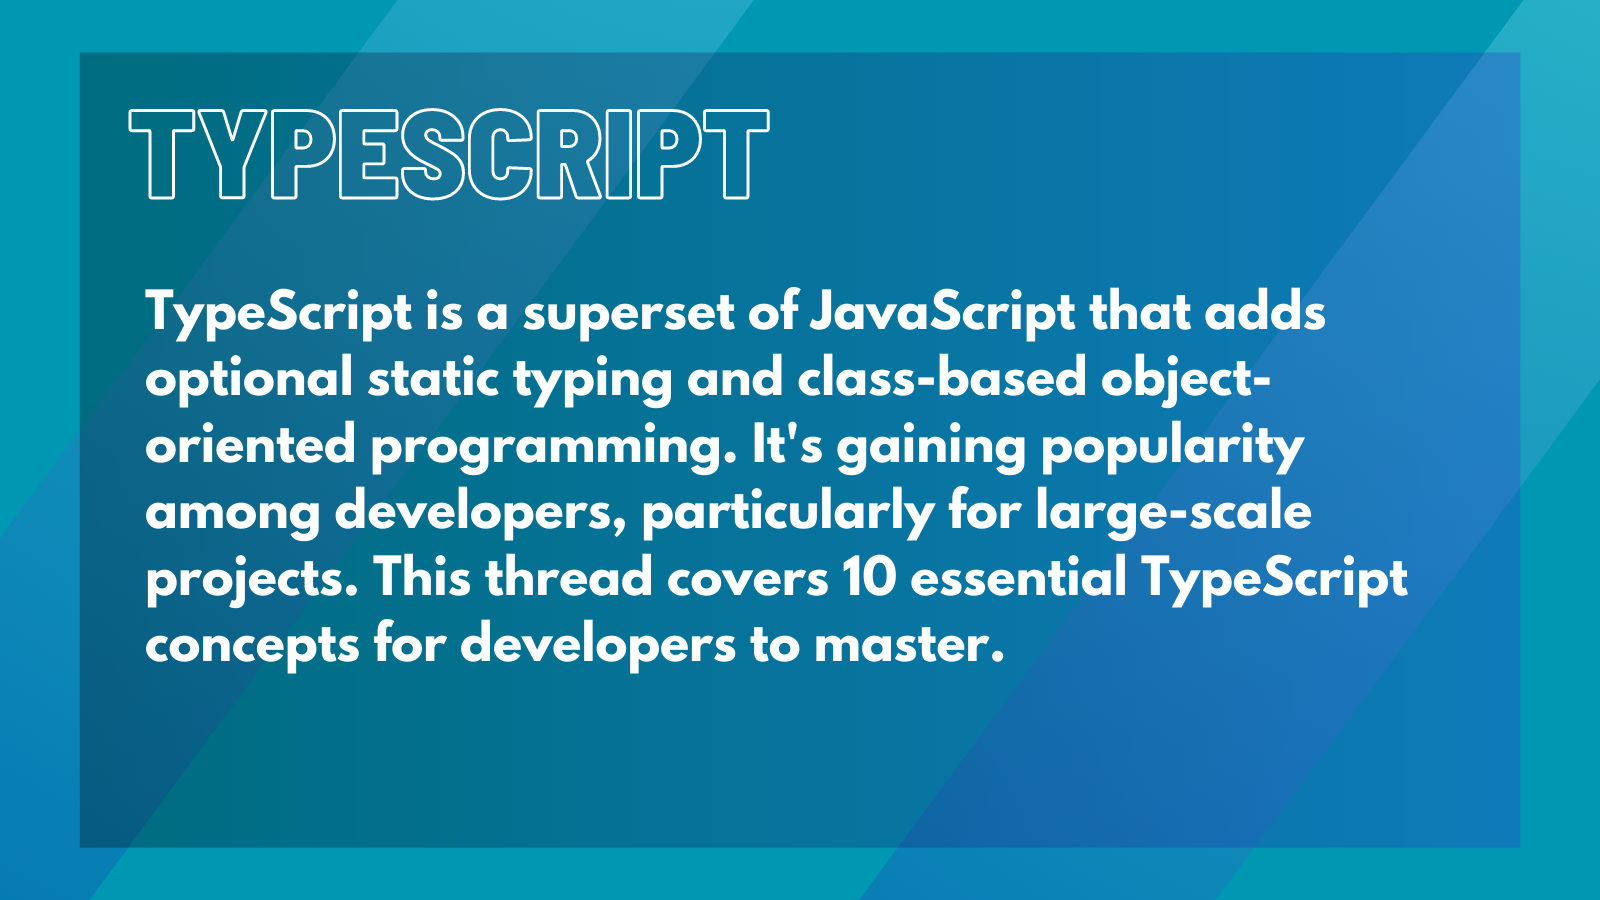 TYPESCRIPT
TypeScript is a superset of JavaScript that adds
optional static typing and class-based object-
oriented programming. It's gaining popularity
among developers, particularly for large-scale
projects. This thread covers 10 essential TypeScript
concepts for developers to master.